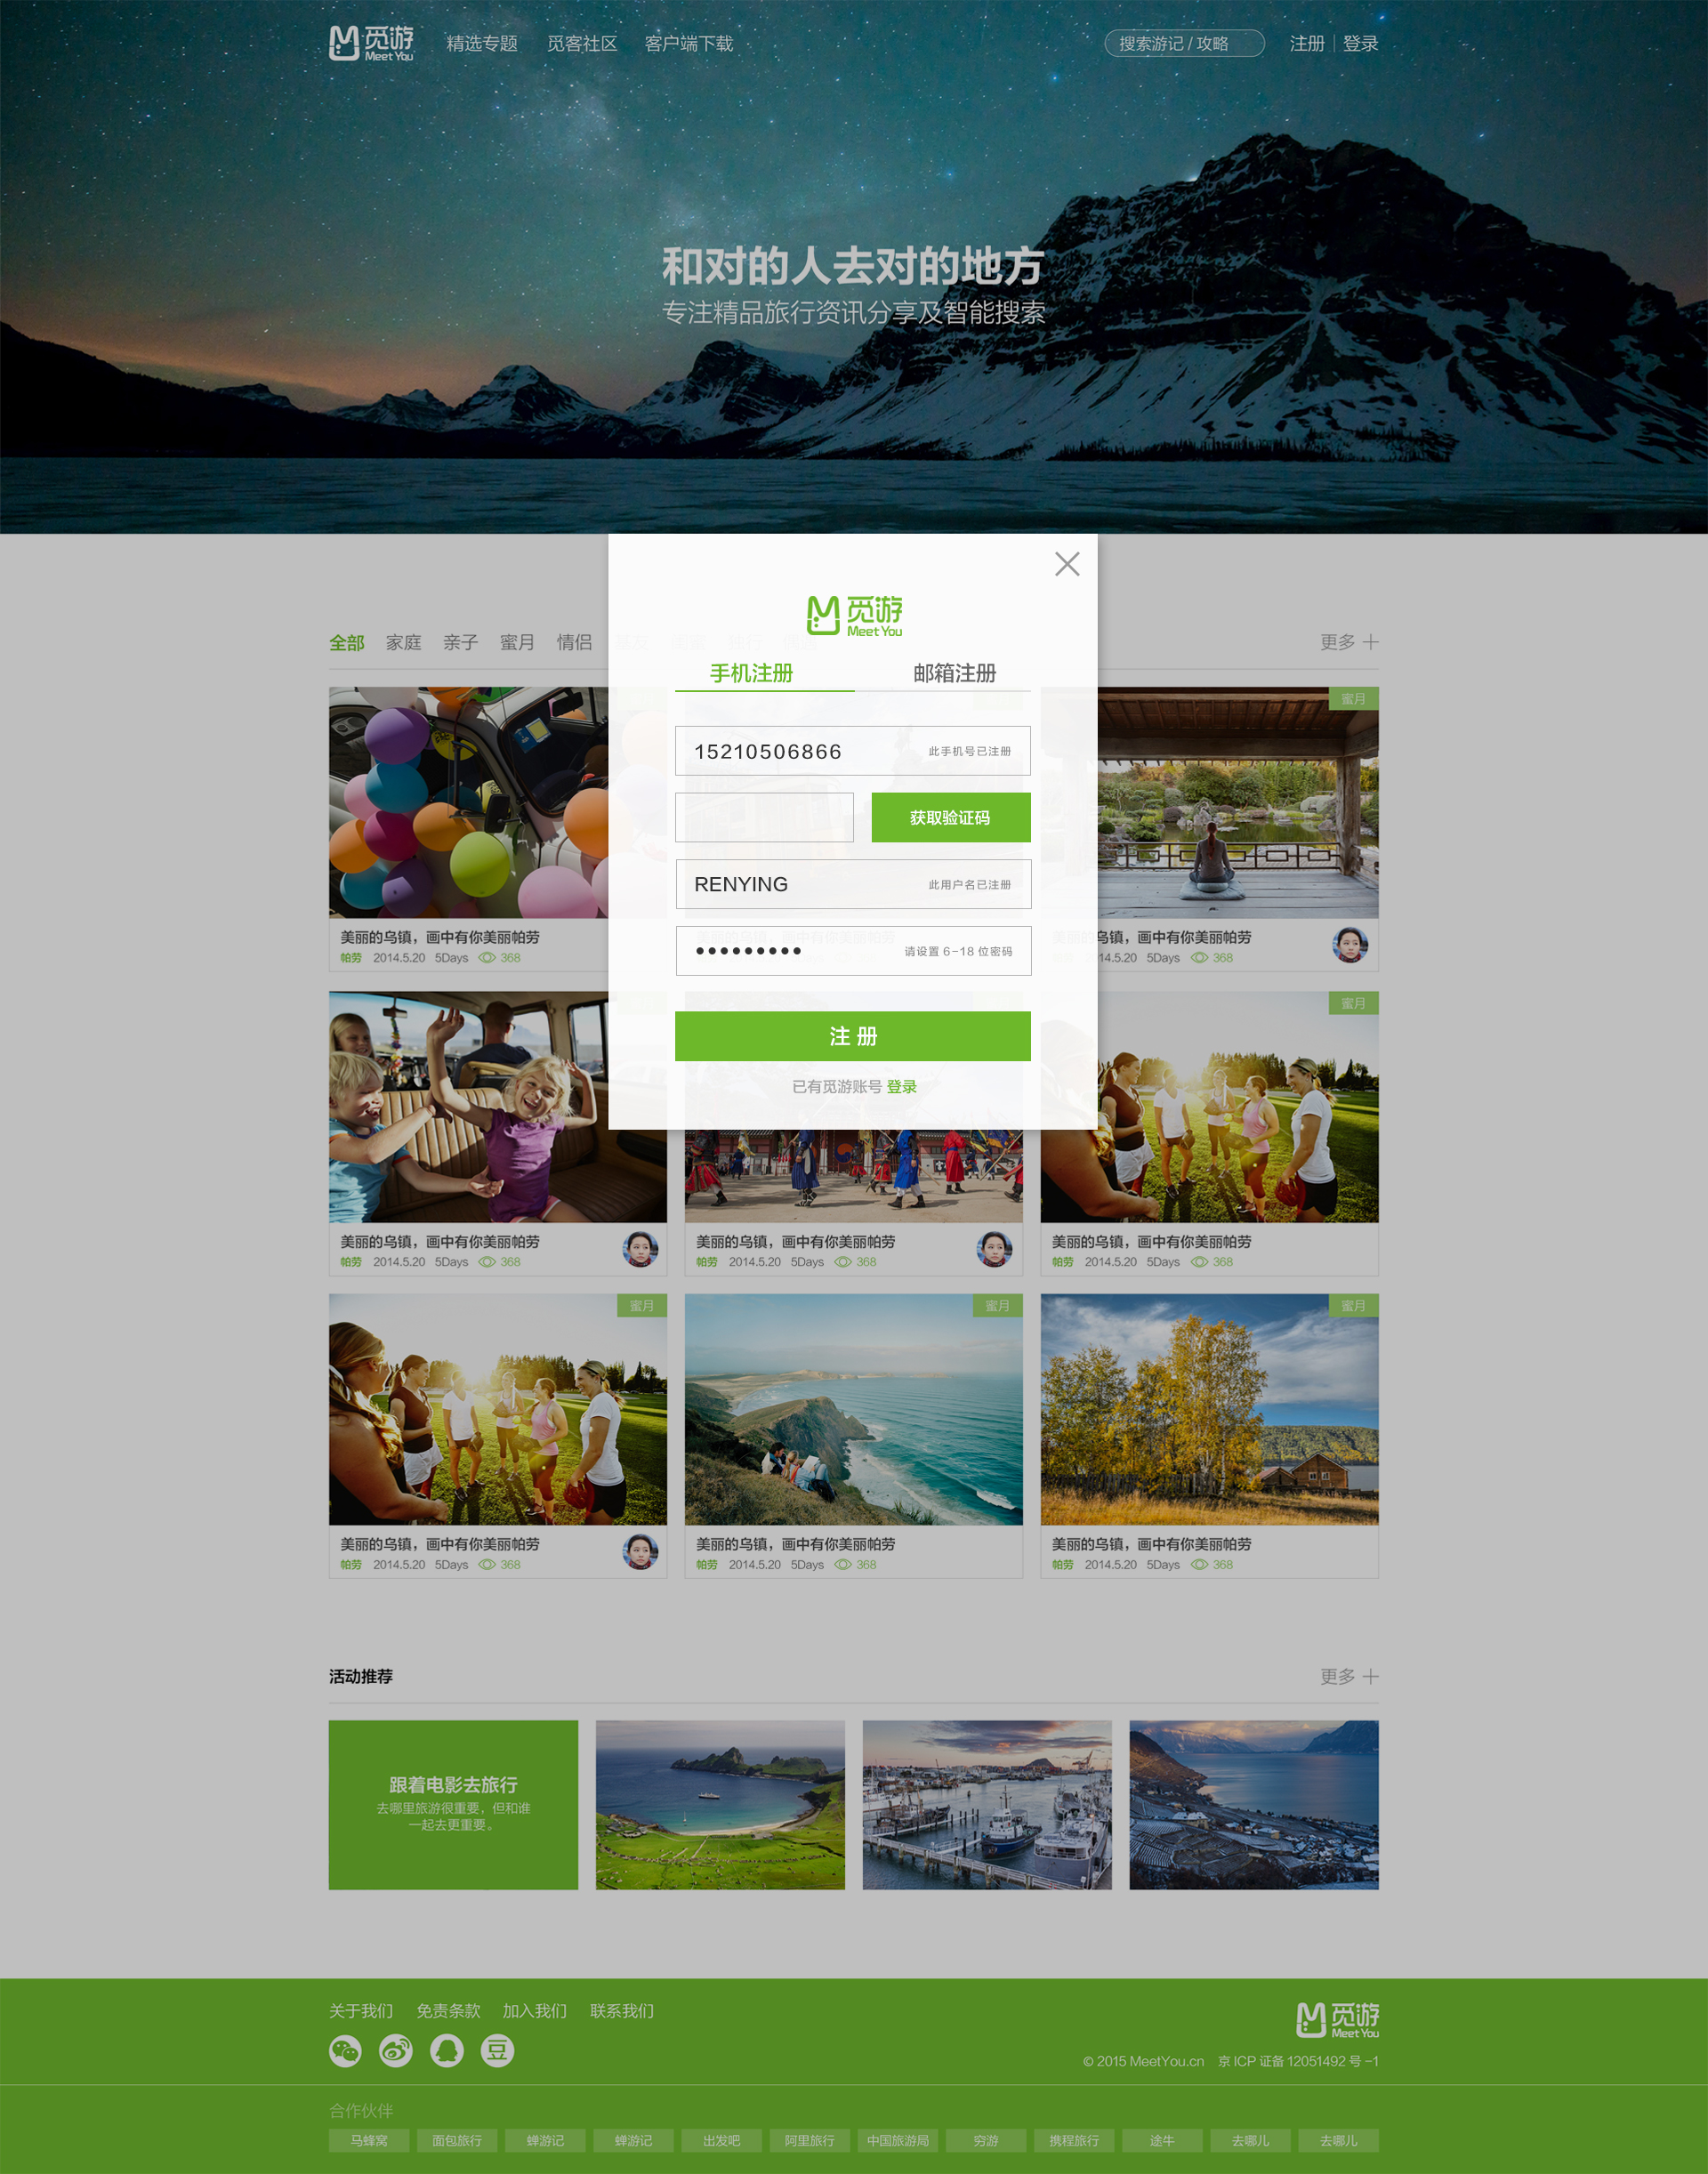 觅游 Meet You 精选专题 觅客社区 客户端下载 搜索游记 / 攻略 注册 | 登录
和对的人去对的地方
专注精品旅行资讯分享及智能搜索
觅游
Meet You
手机注册 邮箱注册
15210506866 此手机号已注册
获取验证码
RENYING 此用户名已注册
●●●●●●●●● 请设置 6-18 位密码
注 册
已有觅游账号 登录
全部 家庭 亲子 蜜月 情侣 更多
蜜月
美丽的乌镇，画中有你美丽帕劳
帕劳 2014.5.20 5Days 368
美丽的乌镇，画中有你美丽帕劳
美丽的乌镇，画中有你美丽帕劳
5.20 5Days 368
蜜月
美丽的乌镇，画中有你美丽帕劳
帕劳 2014.5.20 5Days 368
美丽的乌镇，画中有你美丽帕劳
帕劳 2014.5.20 5Days 368
美丽的乌镇，画中有你美丽帕劳
帕劳 2014.5.20 5Days 368
蜜月
蜜月
蜜月
美丽的乌镇，画中有你美丽帕劳
帕劳 2014.5.20 5Days 368
美丽的乌镇，画中有你美丽帕劳
帕劳 2014.5.20 5Days 368
美丽的乌镇，画中有你美丽帕劳
帕劳 2014.5.20 5Days 368
活动推荐 更多
跟着电影去旅行
去哪里旅游很重要，但和谁
一起去更重要。
关于我们 免责条款 加入我们 联系我们
豆
觅游
Meet You
© 2015 MeetYou.cn 京 ICP 证备 12051492 号 -1
合作伙伴
马蜂窝 面包旅行 蝉游记 蝉游记 出发吧 阿里旅行 中国旅游局 穷游 携程旅行 途牛 去哪儿 去哪儿